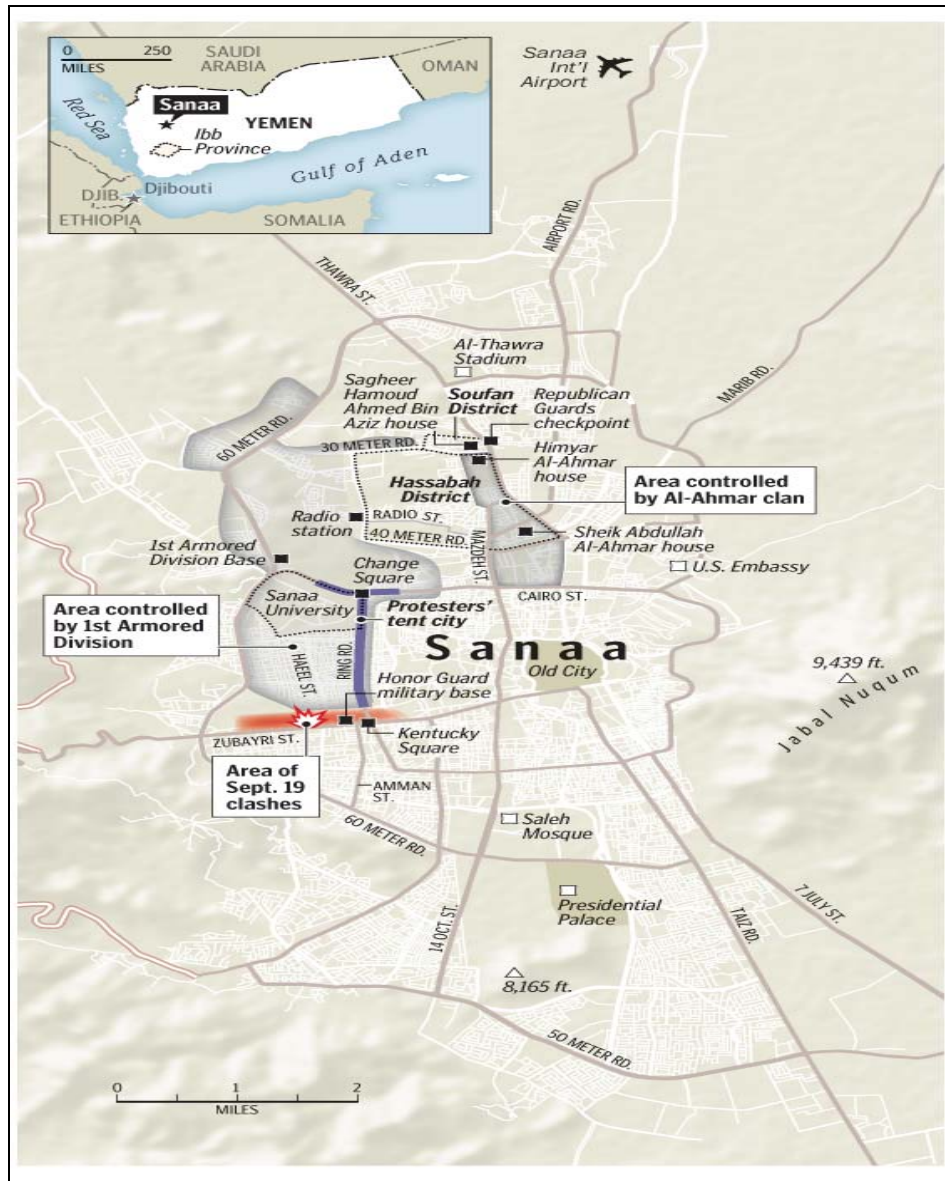 0 250
MILES
SAUDI
ARABIA
OMAN
Red Sea
Sanaa
YEMEN
Ibb
Province
Gulf of Aden
DJIB.
Djibouti
ETHIOPIA
SOMALIA
Sanaa
Int'l
Airport
AIRPORT RD.
THAWRA ST.
MARIB RD.
Al-Thawra
Stadium
Sagheer
Hamoud
Ahmed Bin
Aziz house
Soufan
District
Republican
Guards
checkpoint
60 METER RD.
30 METER RD.
Himyar
Al-Ahmar
house
Hassabah
District
Area controlled
by Al-Ahmar clan
Radio
station
RADIO ST.
40 METER RD.
MAZDEH ST.
Sheik Abdullah
Al-Ahmar house
1st Armored
Division Base
Change
Square
U.S. Embassy
CAIRO ST.
Sanaa
University
Protesters'
tent city
Area controlled
by 1st Armored
Division
HAEEL ST.
RING RD.
Sanaa
Old City
9,439 ft.
Jabal Nuqum
Honor Guard
military base
ZUBAYRI ST.
Kentucky
Square
Area of
Sept. 19
clashes
AMMAN
ST.
60 METER RD.
Saleh
Mosque
Presidential
Palace
14 OCT. ST.
TAIZ RD.
7 JULY ST.
8,165 ft.
50 METER RD.
0 1 2
MILES